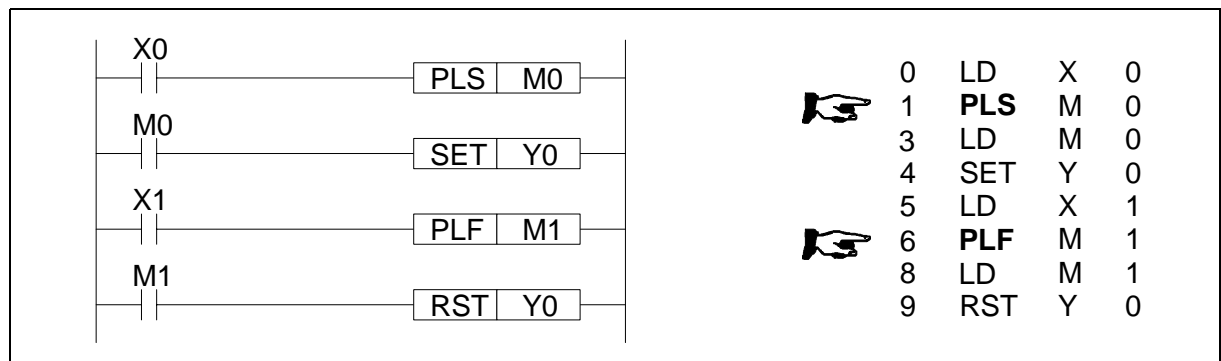 X0
PLS M0
M0
SET Y0
X1
PLF M1
M1
RST Y0
0 LD X 0
1 PLS M 0
3 LD M 0
4 SET Y 0
5 LD X 1
6 PLF M 1
8 LD M 1
9 RST Y 0